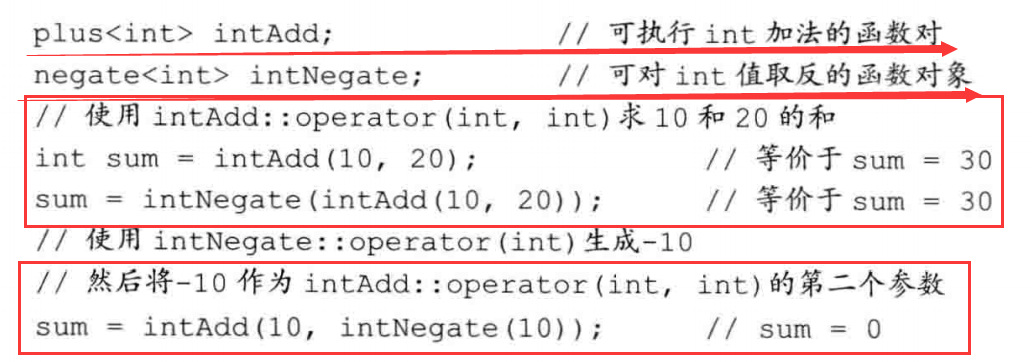 plus<int> intAdd; // 可执行 int 加法的函数对
negate<int> intNegate; // 可对 int 值取反的函数对象
// 使用 intAdd::operator(int, int)求 10 和 20 的和
int sum = intAdd(10, 20); // 等价于 sum = 30
sum = intNegate(intAdd(10, 20)); // 等价于 sum = 30
// 使用 intNegate::operator(int)生成-10
// 然后将-10 作为 intAdd::operator(int, int)的第二个参数
sum = intAdd(10, intNegate(10)); // sum = 0